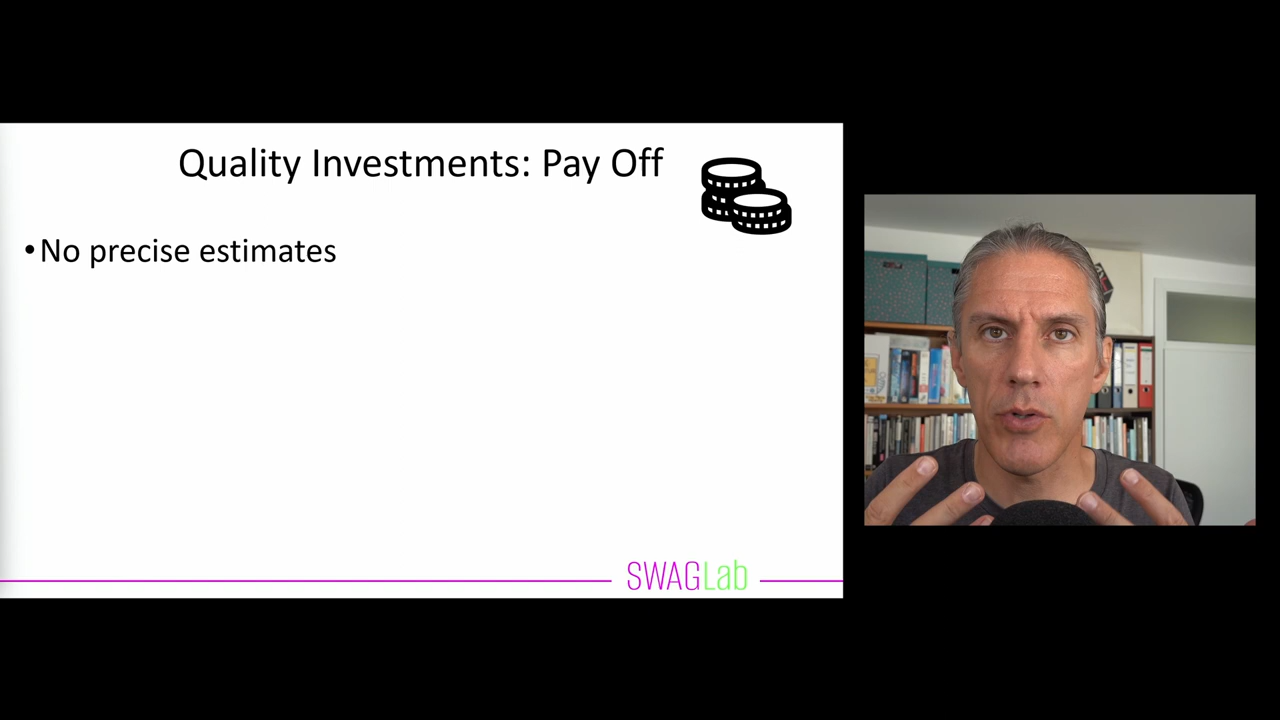 Quality Investments: Pay Off
•No precise estimates
SWAGLab